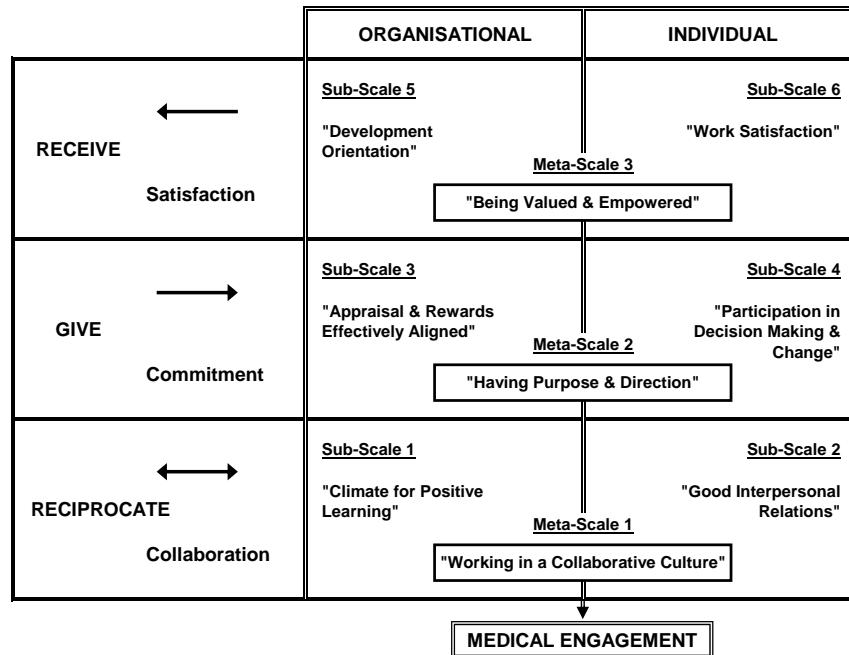 ORGANISATIONAL
INDIVIDUAL
RECEIVE
Satisfaction
Sub-Scale 5
"Development
Orientation"
Sub-Scale 6
"Work Satisfaction"
Meta-Scale 3
"Being Valued & Empowered"
GIVE
Commitment
Sub-Scale 3
"Appraisal & Rewards
Effectively Aligned"
Sub-Scale 4
"Participation in
Decision Making &
Change"
Meta-Scale 2
"Having Purpose & Direction"
RECIPROCATE
Collaboration
Sub-Scale 1
"Climate for Positive
Learning"
Sub-Scale 2
"Good Interpersonal
Relations"
Meta-Scale 1
"Working in a Collaborative Culture"
MEDICAL ENGAGEMENT